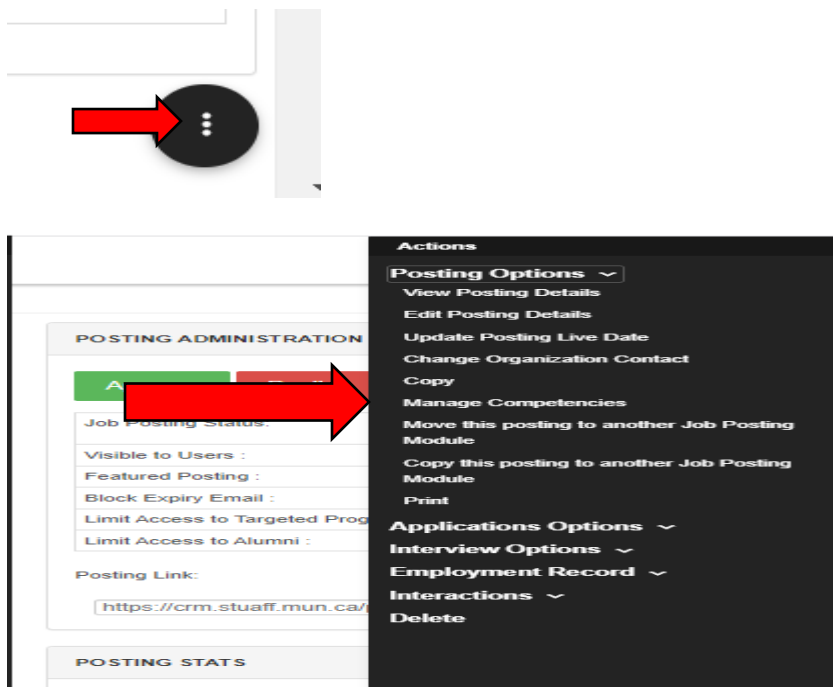 Actions
Posting Options
View Posting Details
Edit Posting Details
POSTING ADMINISTRATION
Update Posting Live Date
Change Organization Contact
Copy
Manage Competencies
Job Posting Status:
Move this posting to another Job Posting
Module
Visible to Users :
Copy this posting to another Job Posting
Module
Featured Posting :
Block Expiry Email :
Print
Limit Access to Targeted Prog
Applications Options
Limit Access to Alumni :
Interview Options
Posting Link:
Employment Record
Interactions
https://crm.stuaff.mun.ca/
Delete
POSTING STATS